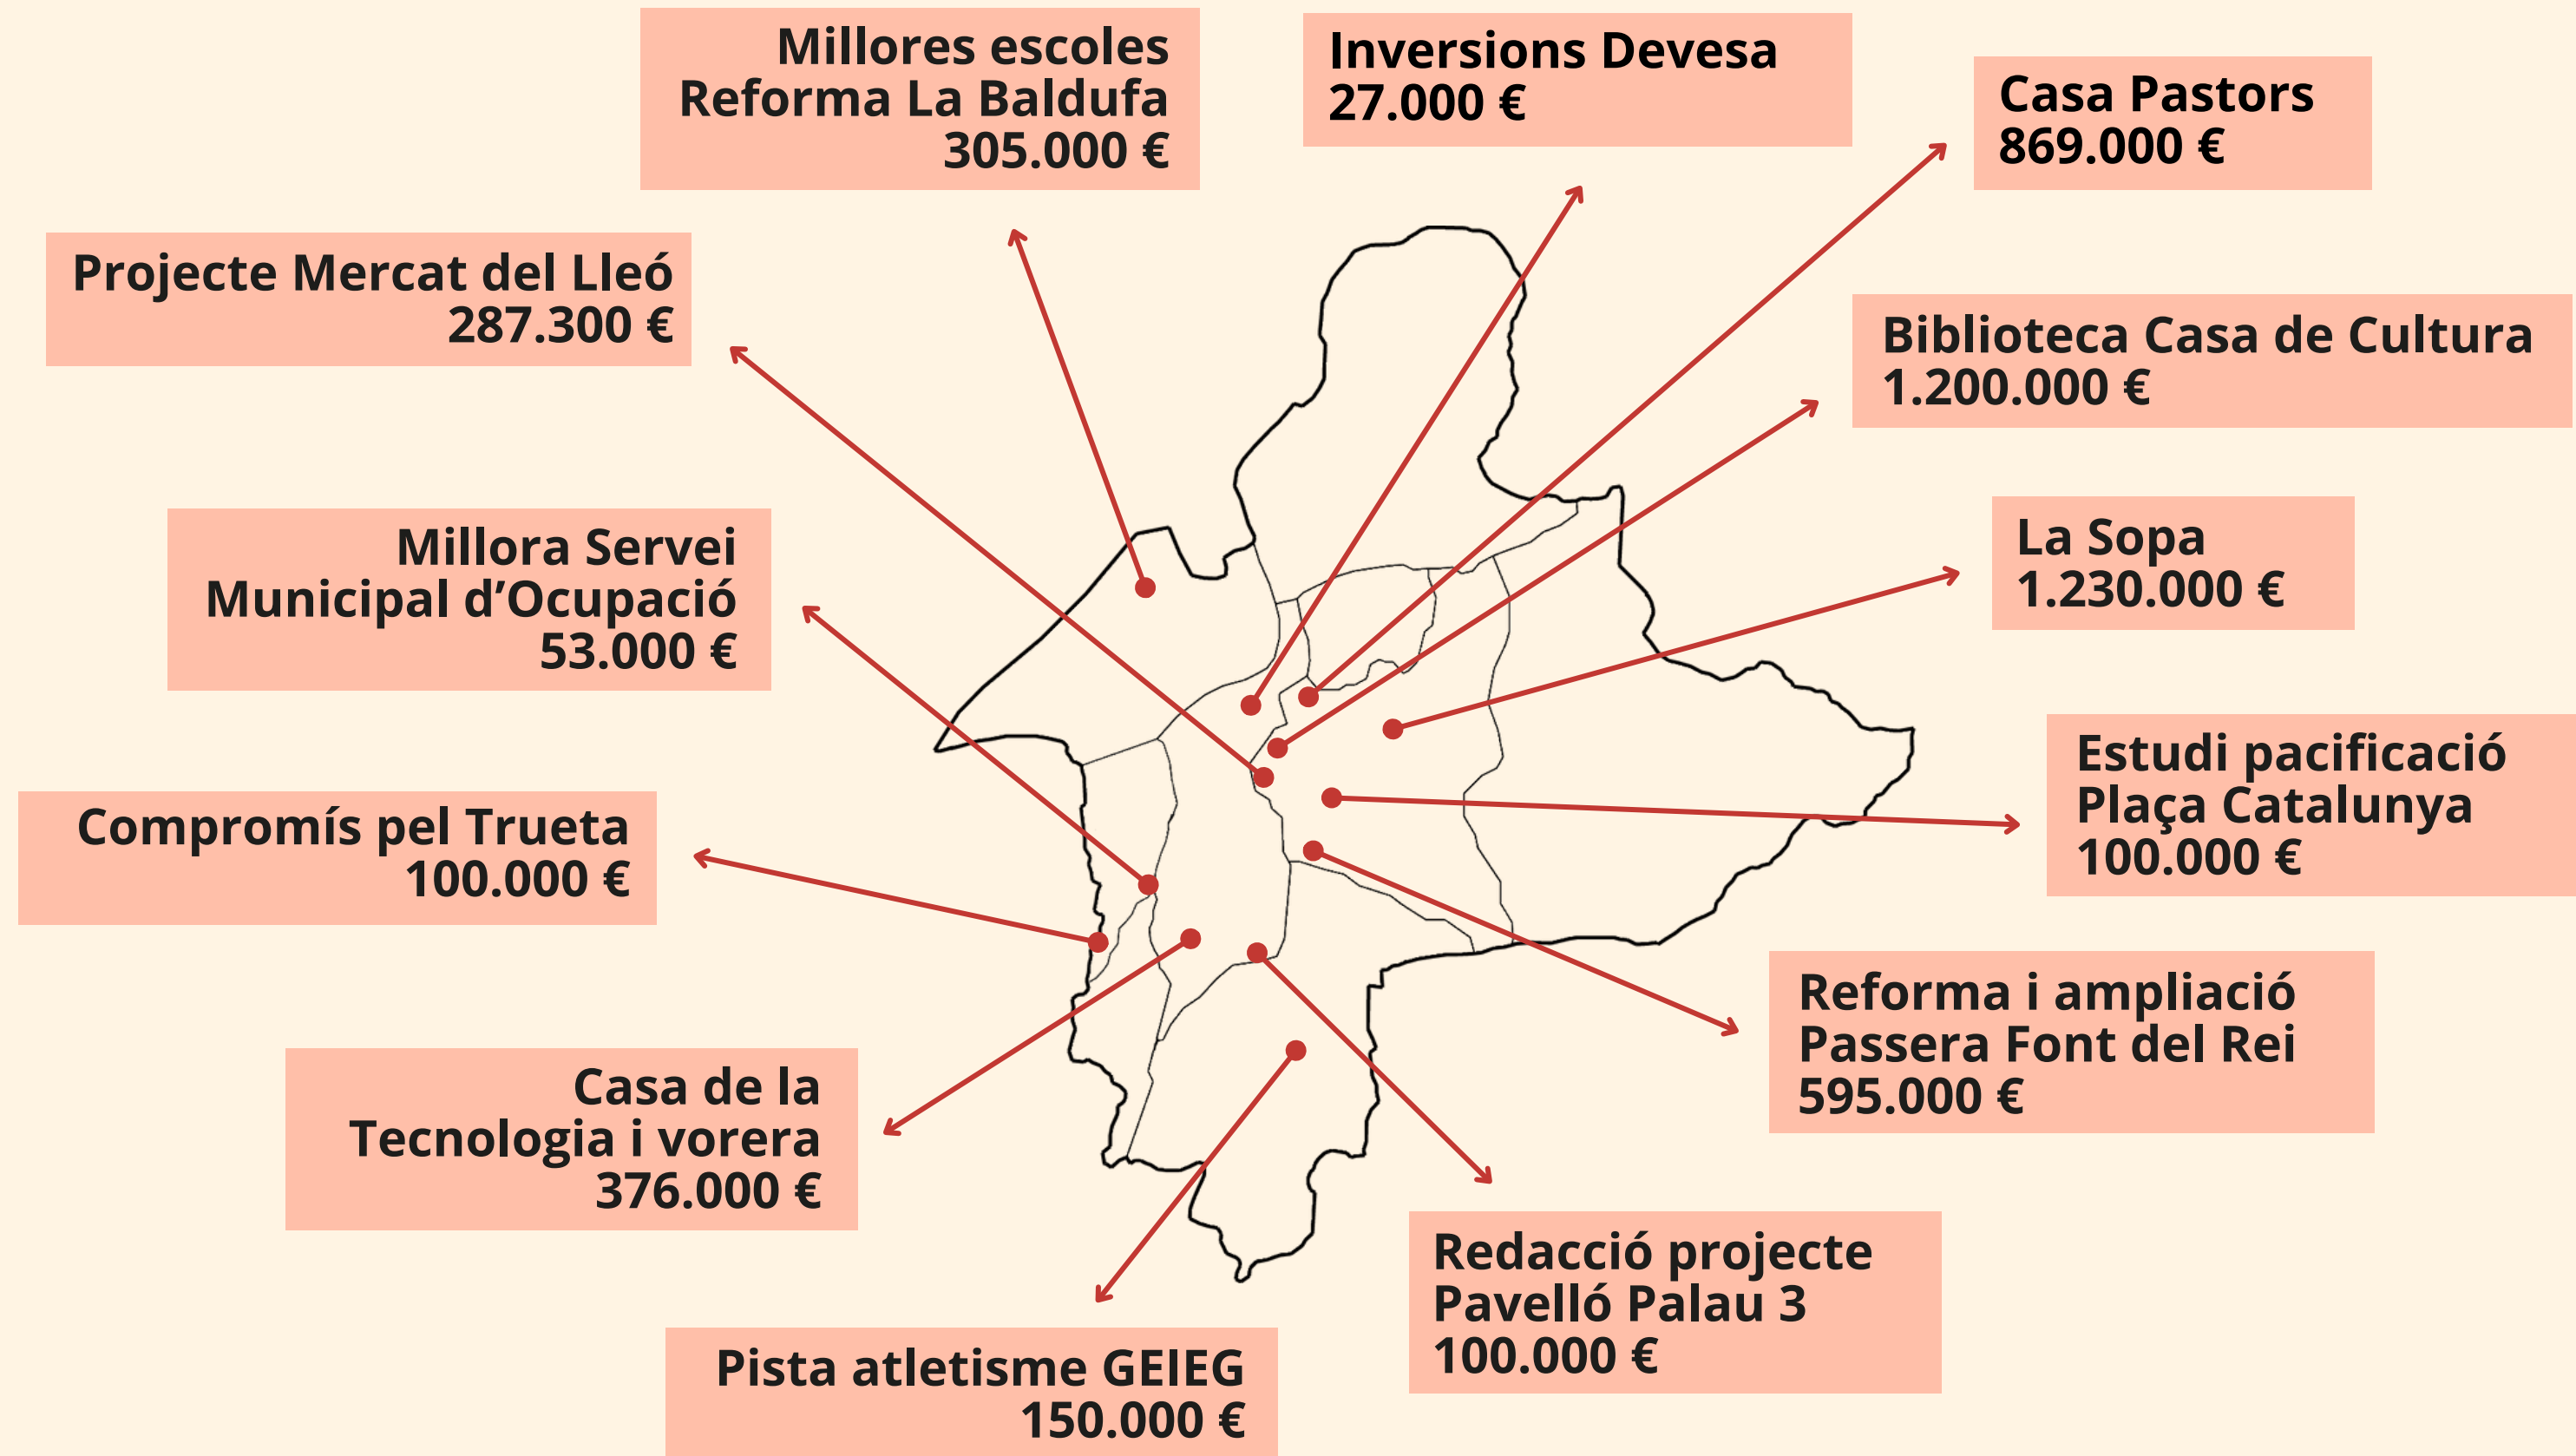 Millores escoles
Reforma La Baldufa
305.000 €
Inversions Devesa
27.000 €
Casa Pastors
869.000 €
Projecte Mercat del Lleó
287.300 €
Biblioteca Casa de Cultura
1.200.000 €
Millora Servei
Municipal d’Ocupació
53.000 €
La Sopa
1.230.000 €
Estudi pacificació
Plaça Catalunya
100.000 €
Compromís pel Trueta
100.000 €
Reforma i ampliació
Passera Font del Rei
595.000 €
Casa de la
Tecnologia i vorera
376.000 €
Redacció projecte
Pavelló Palau 3
100.000 €
Pista atletisme GEIEG
150.000 €